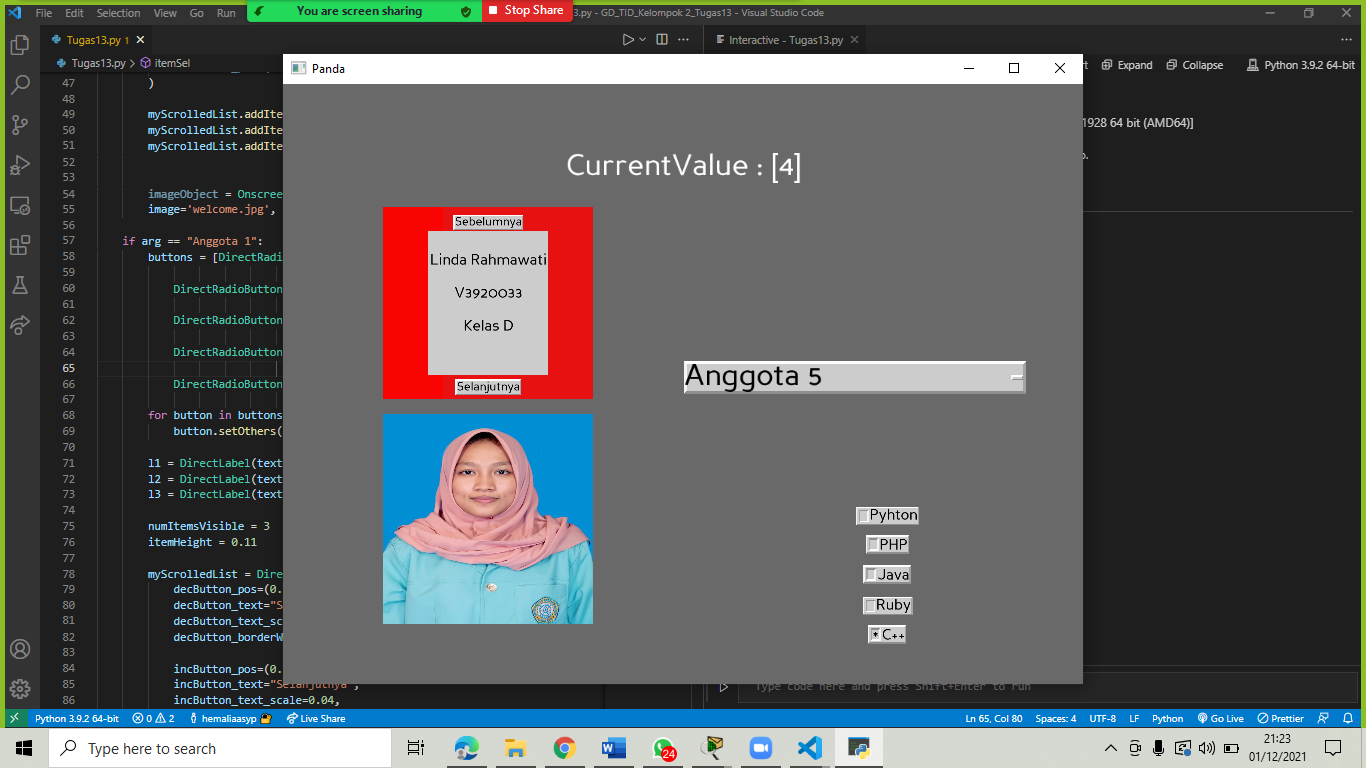 File Edit Selection View Go Run
You are screen sharing
Stop Share
3.py - GD_TID_Kelompok 2_Tugas13 - Visual Studio Code
Tugas13.py 1
Interactive - Tugas13.py
Tugas13.py > itemSel
Expand
Collapse
Python 3.9.2 64-bit
1928 64 bit (AMD64)]
47 )
48
49 myScrolledList.addIte
50 myScrolledList.addIte
51 myScrolledList.addIte
52
53
54 imageObject = Onscree
55 image='welcome.jpg',
56
57 if arg == "Anggota 1":
58 buttons = [DirectRadi
59
60 DirectRadioButton
61
62 DirectRadioButton
63
64 DirectRadioButton
65
66 DirectRadioButton
67
68 for button in buttons
69 button.setOthers(
70
71 l1 = DirectLabel(text
72 l2 = DirectLabel(text
73 l3 = DirectLabel(text
74
75 numItemsVisible = 3
76 itemHeight = 0.11
77
78 myScrolledList = Dire
79 decButton_pos=(0.
80 decButton_text="S
81 decButton_text_sc
82 decButton_borderW
83
84 incButton_pos=(0.
85 incButton_text="Selanjutnya",
86 incButton_text_scale=0.04,
Panda
CurrentValue : [4]
Sebelumnya
Linda Rahmawati
V3920033
Kelas D
Selanjutnya
Anggota 5
Pyhton
PHP
Java
Ruby
* C++
Type code here and press Shift+Enter to run
Python 3.9.2 64-bit 0 2 hemaliaasyp Live Share
Ln 65, Col 80 Spaces: 4 UTF-8 LF Python Go Live Prettier
Type here to search
24
21:23
01/12/2021